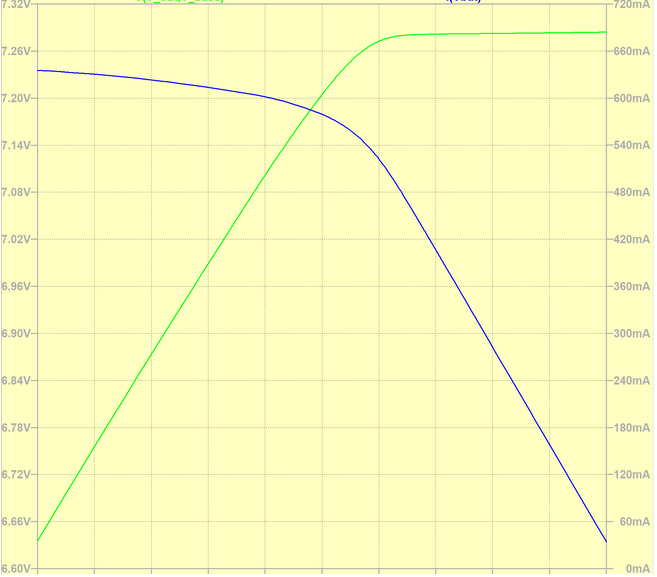 7.32V 720mA
7.26V 660mA
7.20V 600mA
7.14V 540mA
7.08V 480mA
7.02V 420mA
6.96V 360mA
6.90V 300mA
6.84V 240mA
6.78V 180mA
6.72V 120mA
6.66V 60mA
6.60V 0mA